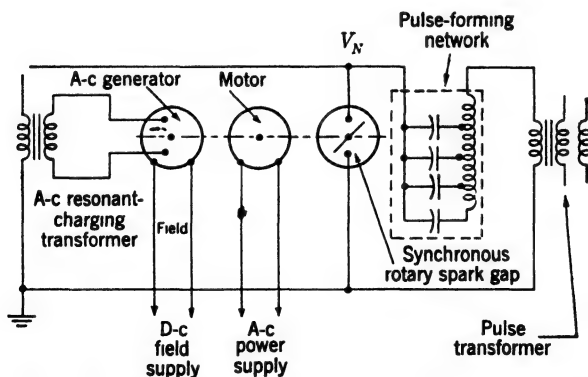 Pulse-forming
network
V_N
A-c generator
Motor
A-c resonant-
charging
transformer
Field
Synchronous
rotary spark gap
D-c
field
supply
A-c
power
supply
Pulse
transformer